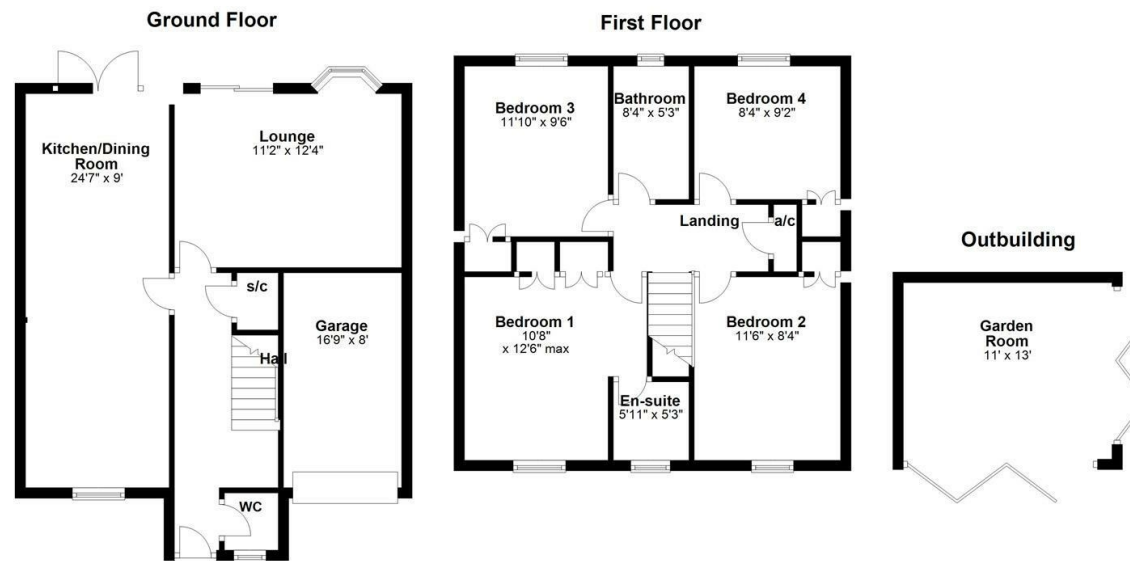 Ground Floor
Kitchen/Dining
Room
24'7" x 9'
Lounge
11'2" x 12'4"
s/c
Hall
Garage
16'9" x 8'
WC
First Floor
Bedroom 3
11'10" x 9'6"
Bathroom
8'4" x 5'3"
Bedroom 4
8'4" x 9'2"
Landing
a/c
Bedroom 1
10'8"
x 12'6" max
Bedroom 2
11'6" x 8'4"
En-suite
5'11" x 5'3"
Outbuilding
Garden
Room
11' x 13'